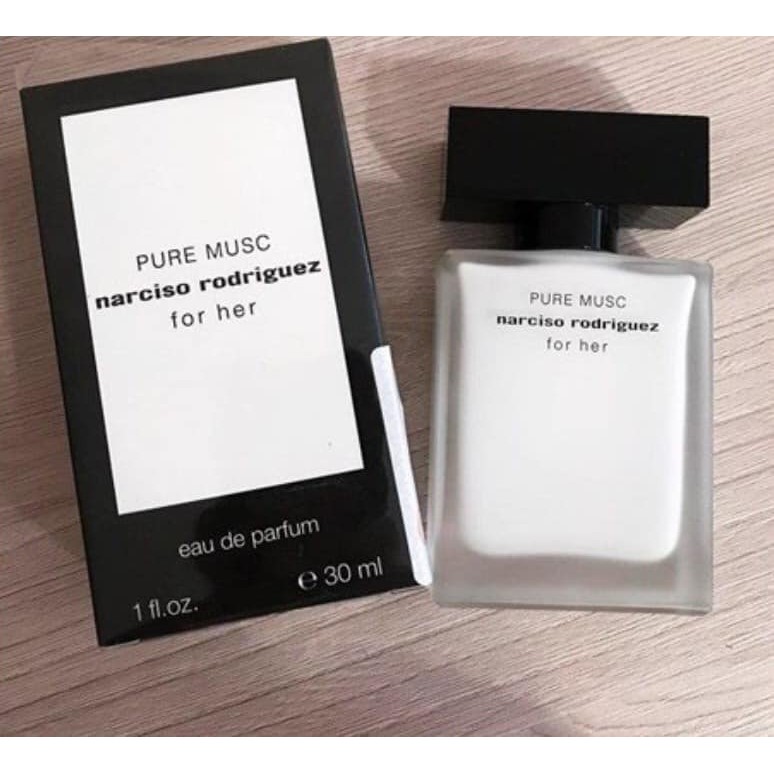 PURE MUSC
narciso rodriguez
for her
eau de parfum
1 fl.oz. ℮ 30 ml
PURE MUSC
narciso rodriguez
for her